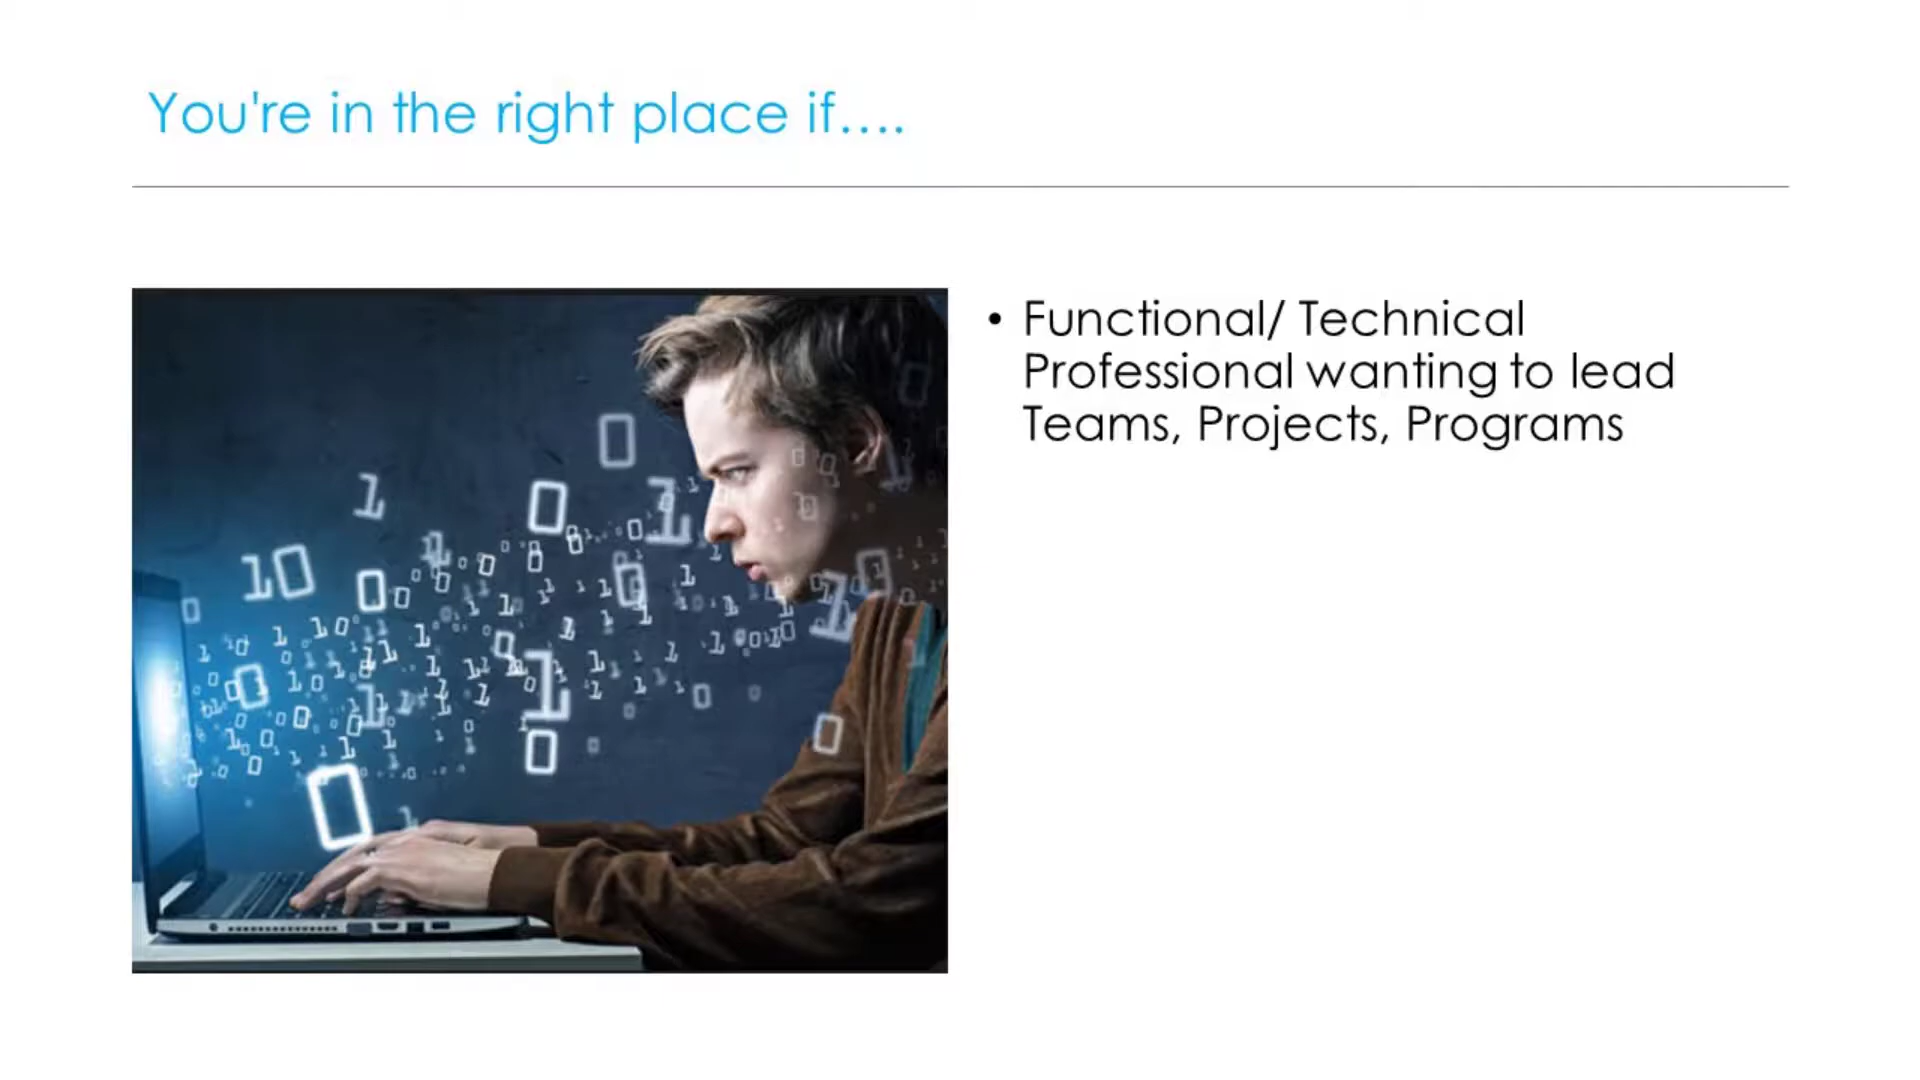 You're in the right place if....
• Functional/ Technical
Professional wanting to lead
Teams, Projects, Programs